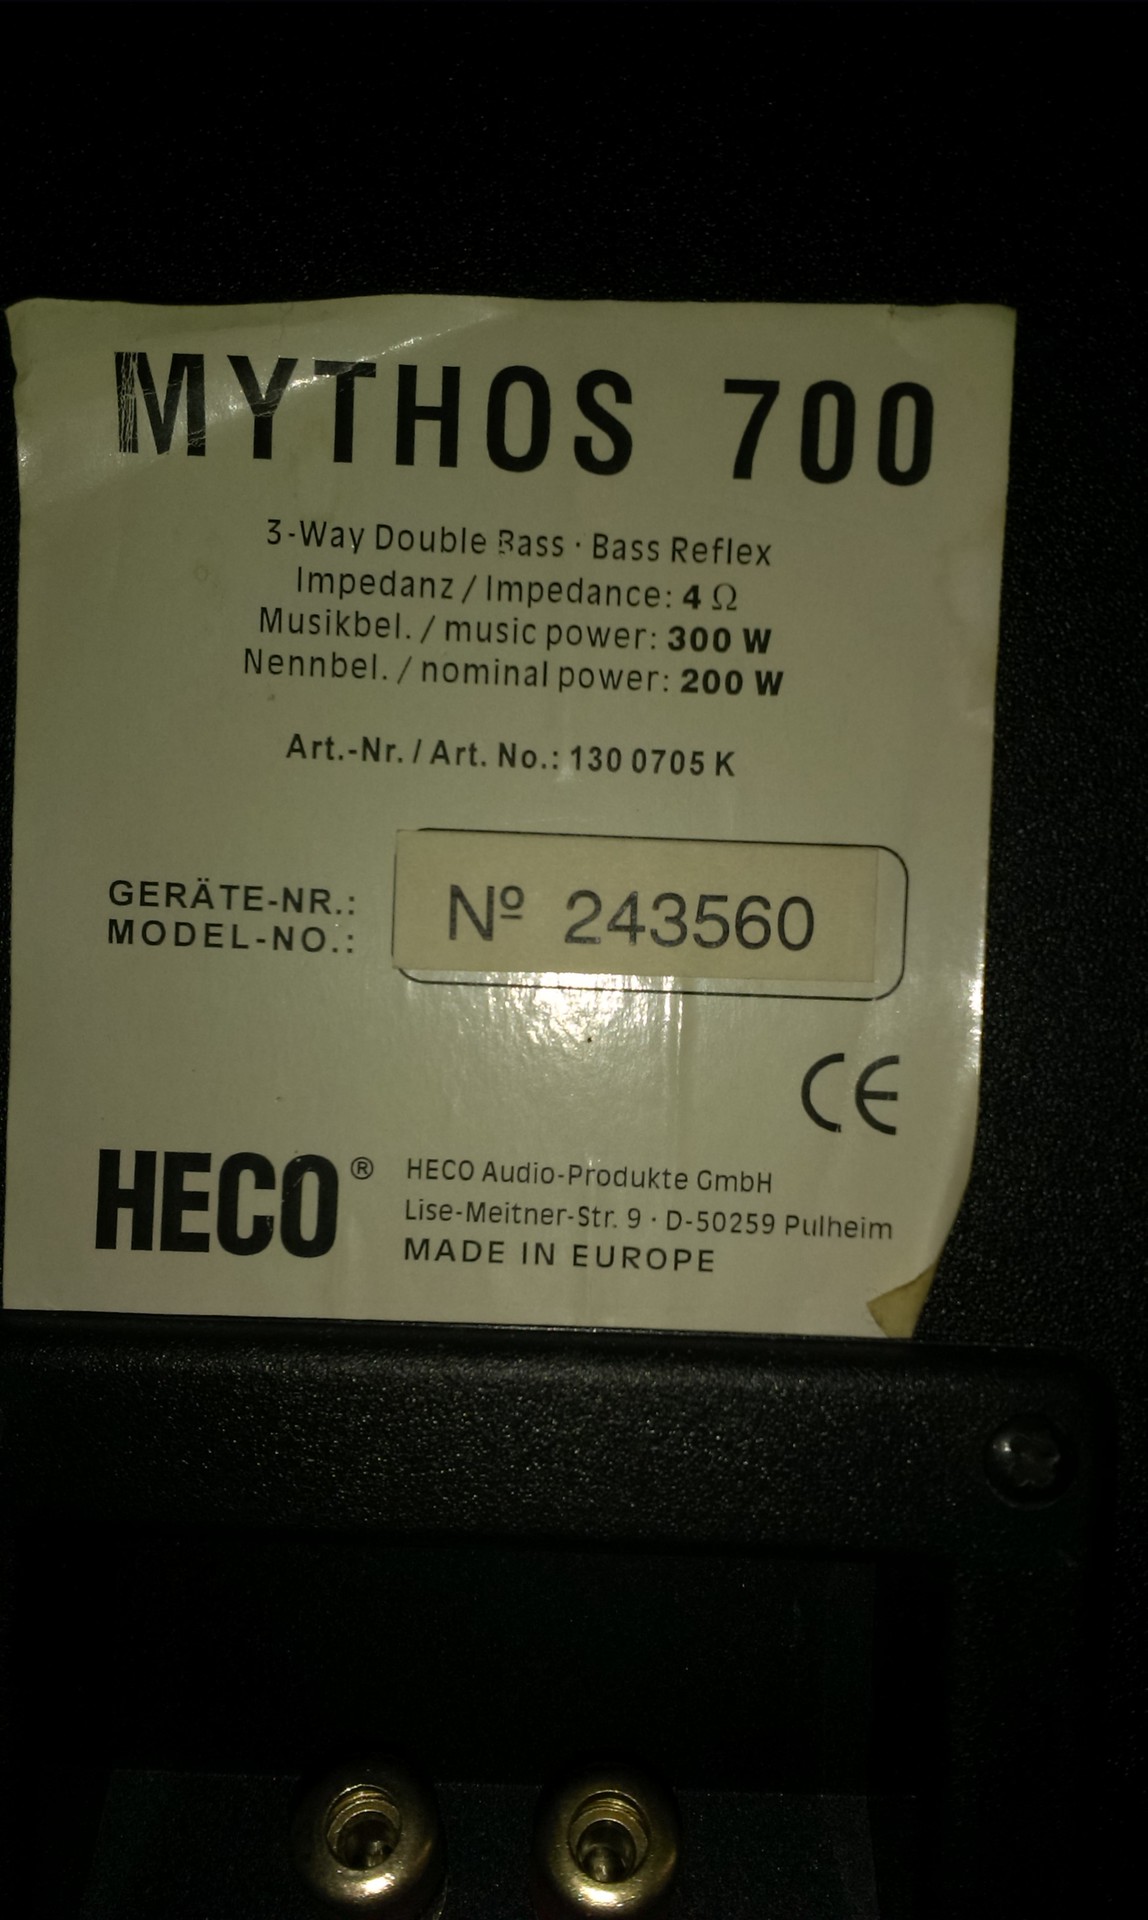 MYTHOS 700
3-Way Double Bass · Bass Reflex
Impedanz / Impedance: 4 Ω
Musikbel. / music power: 300 W
Nennbel. / nominal power: 200 W
Art.-Nr. / Art. No.: 130 0705 K
GERÄTE-NR.:
MODEL-NO.:
Nº 243560
CE
HECO®
HECO Audio-Produkte GmbH
Lise-Meitner-Str. 9 · D-50259 Pulheim
MADE IN EUROPE